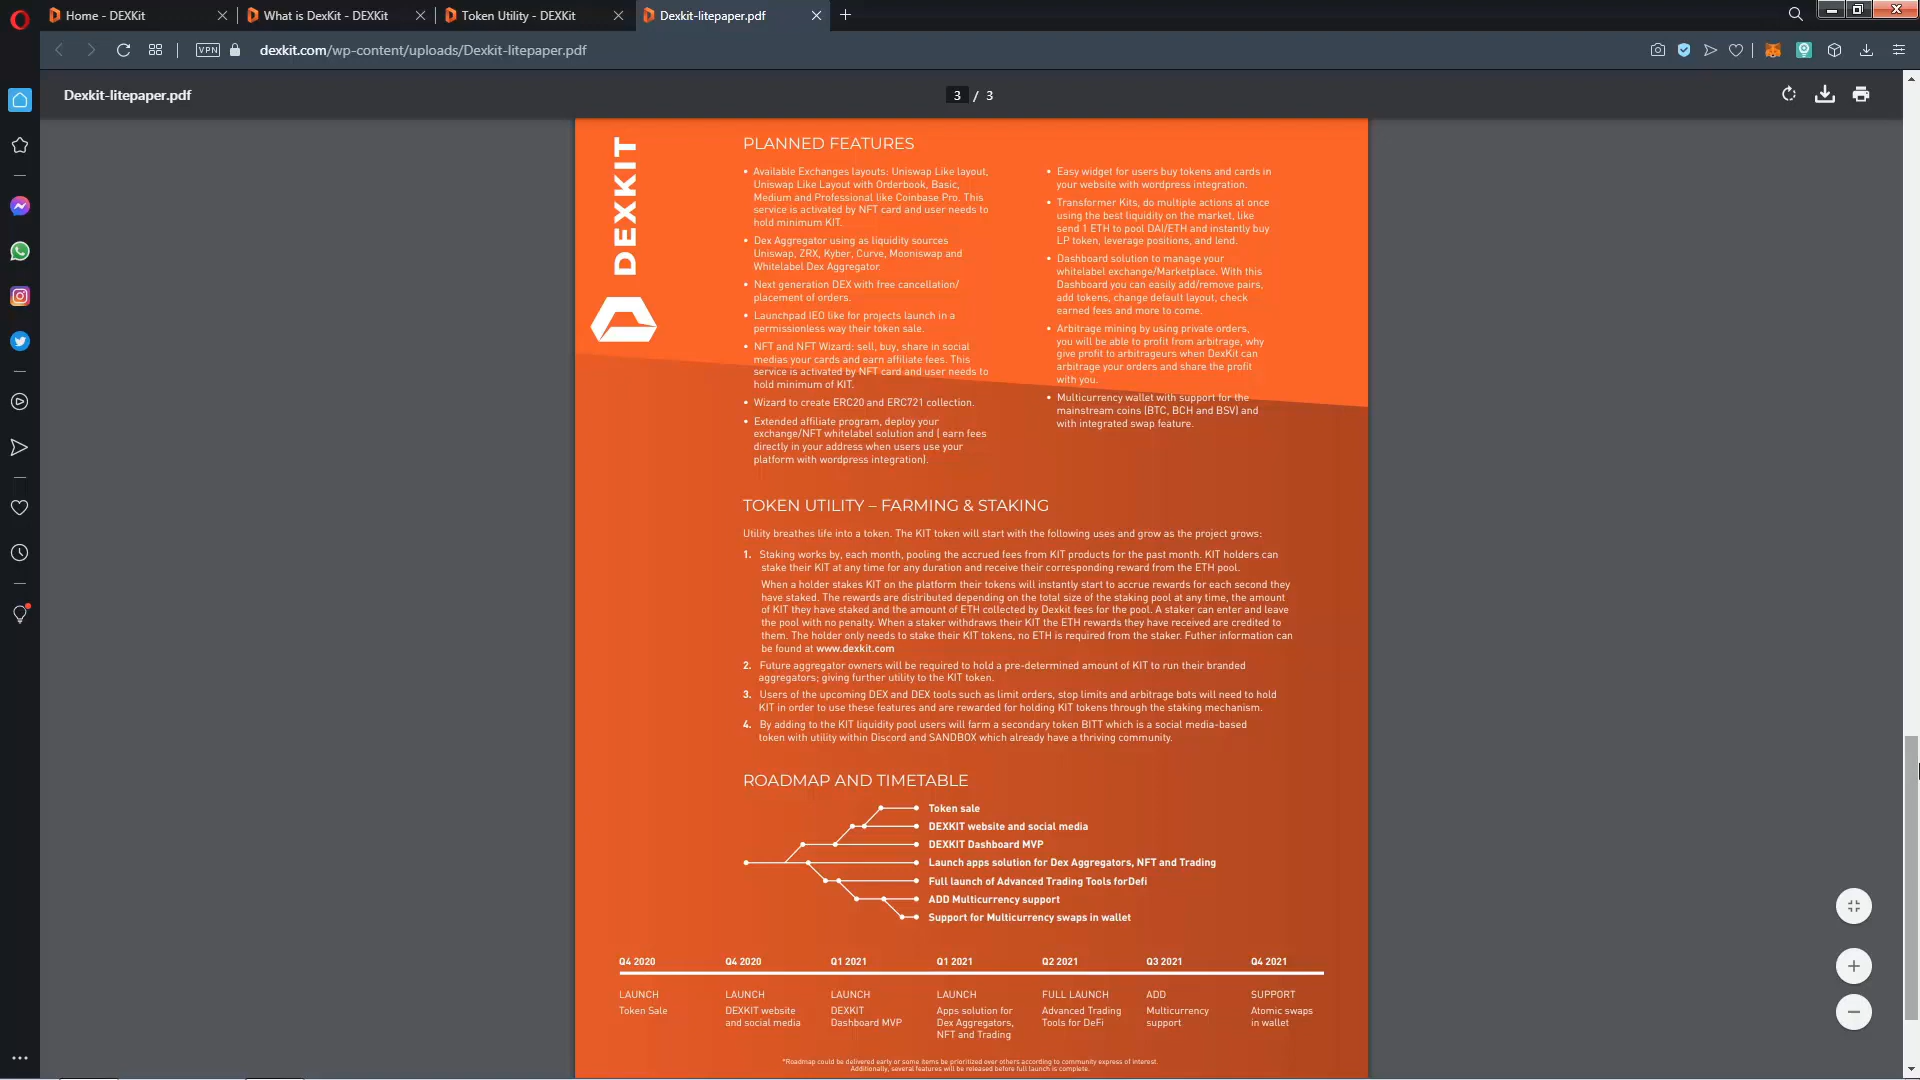 Home - DEXKit
What is DexKit - DEXKit
Token Utility - DEXKit
Dexkit-litepaper.pdf
VPN
dexkit.com/wp-content/uploads/Dexkit-litepaper.pdf
Dexkit-litepaper.pdf
3 / 3
DEXKIT
PLANNED FEATURES
• Available Exchanges layouts: Uniswap Like layout,
Uniswap Like Layout with Orderbook, Basic,
Medium and Professional like Coinbase Pro. This
service is activated by NFT card and user needs to
hold minimum KIT.
• Dex Aggregator using as liquidity sources
Uniswap, ZRX, Kyber, Curve, Mooniswap and
Whitelabel Dex Aggregator.
• Next generation DEX with free cancellation/
placement of orders.
• Launchpad IEO like for projects launch in a
permissionless way their token sale.
• NFT and NFT Wizard: sell, buy, share in social
medias your cards and earn affiliate fees. This
service is activated by NFT card and user needs to
hold minimum of KIT.
• Wizard to create ERC20 and ERC721 collection.
• Extended affiliate program, deploy your
exchange/NFT whitelabel solution and ( earn fees
directly in your address when users use your
platform with wordpress integration).
• Easy widget for users buy tokens and cards in
your website with wordpress integration.
• Transformer Kits, do multiple actions at once
using the best liquidity on the market, like
send 1 ETH to pool DAI/ETH and instantly buy
LP token, leverage positions, and lend.
• Dashboard solution to manage your
whitelabel exchange/Marketplace. With this
Dashboard you can easily add/remove pairs,
add tokens, change default layout, check
earned fees and more to come.
• Arbitrage mining by using private orders,
you will be able to profit from arbitrage, why
give profit to arbitrageurs when DexKit can
arbitrage your orders and share the profit
with you.
• Multicurrency wallet with support for the
mainstream coins (BTC, BCH and BSV) and
with integrated swap feature.
TOKEN UTILITY – FARMING & STAKING
Utility breathes life into a token. The KIT token will start with the following uses and grow as the project grows:
1. Staking works by, each month, pooling the accrued fees from KIT products for the past month. KIT holders can
stake their KIT at any time for any duration and receive their corresponding reward from the ETH pool.
When a holder stakes KIT on the platform their tokens will instantly start to accrue rewards for each second they
have staked. The rewards are distributed depending on the total size of the staking pool at any time, the amount
of KIT they have staked and the amount of ETH collected by Dexkit fees for the pool. A staker can enter and leave
the pool with no penalty. When a staker withdraws their KIT the ETH rewards they have received are credited to
them. The holder only needs to stake their KIT tokens, no ETH is required from the staker. Futher information can
be found at www.dexkit.com
2. Future aggregator owners will be required to hold a pre-determined amount of KIT to run their branded
aggregators; giving further utility to the KIT token.
3. Users of the upcoming DEX and DEX tools such as limit orders, stop limits and arbitrage bots will need to hold
KIT in order to use these features and are rewarded for holding KIT tokens through the staking mechanism.
4. By adding to the KIT liquidity pool users will farm a secondary token BITT which is a social media-based
token with utility within Discord and SANDBOX which already have a thriving community.
ROADMAP AND TIMETABLE
Token sale
DEXKIT website and social media
DEXKIT Dashboard MVP
Launch apps solution for Dex Aggregators, NFT and Trading
Full launch of Advanced Trading Tools forDefi
ADD Multicurrency support
Support for Multicurrency swaps in wallet
Q4 2020 Q4 2020 Q1 2021 Q1 2021 Q2 2021 Q3 2021 Q4 2021
LAUNCH LAUNCH LAUNCH LAUNCH FULL LAUNCH ADD SUPPORT
Token Sale DEXKIT website DEXKIT Apps solution for Advanced Trading Multicurrency Atomic swaps
and social media Dashboard MVP Dex Aggregators, Tools for DeFi support in wallet
NFT and Trading
*Roadmap could be delivered early or some items be prioritized over others according to community express of interest.
Additionally, several features will be released before full launch is complete.